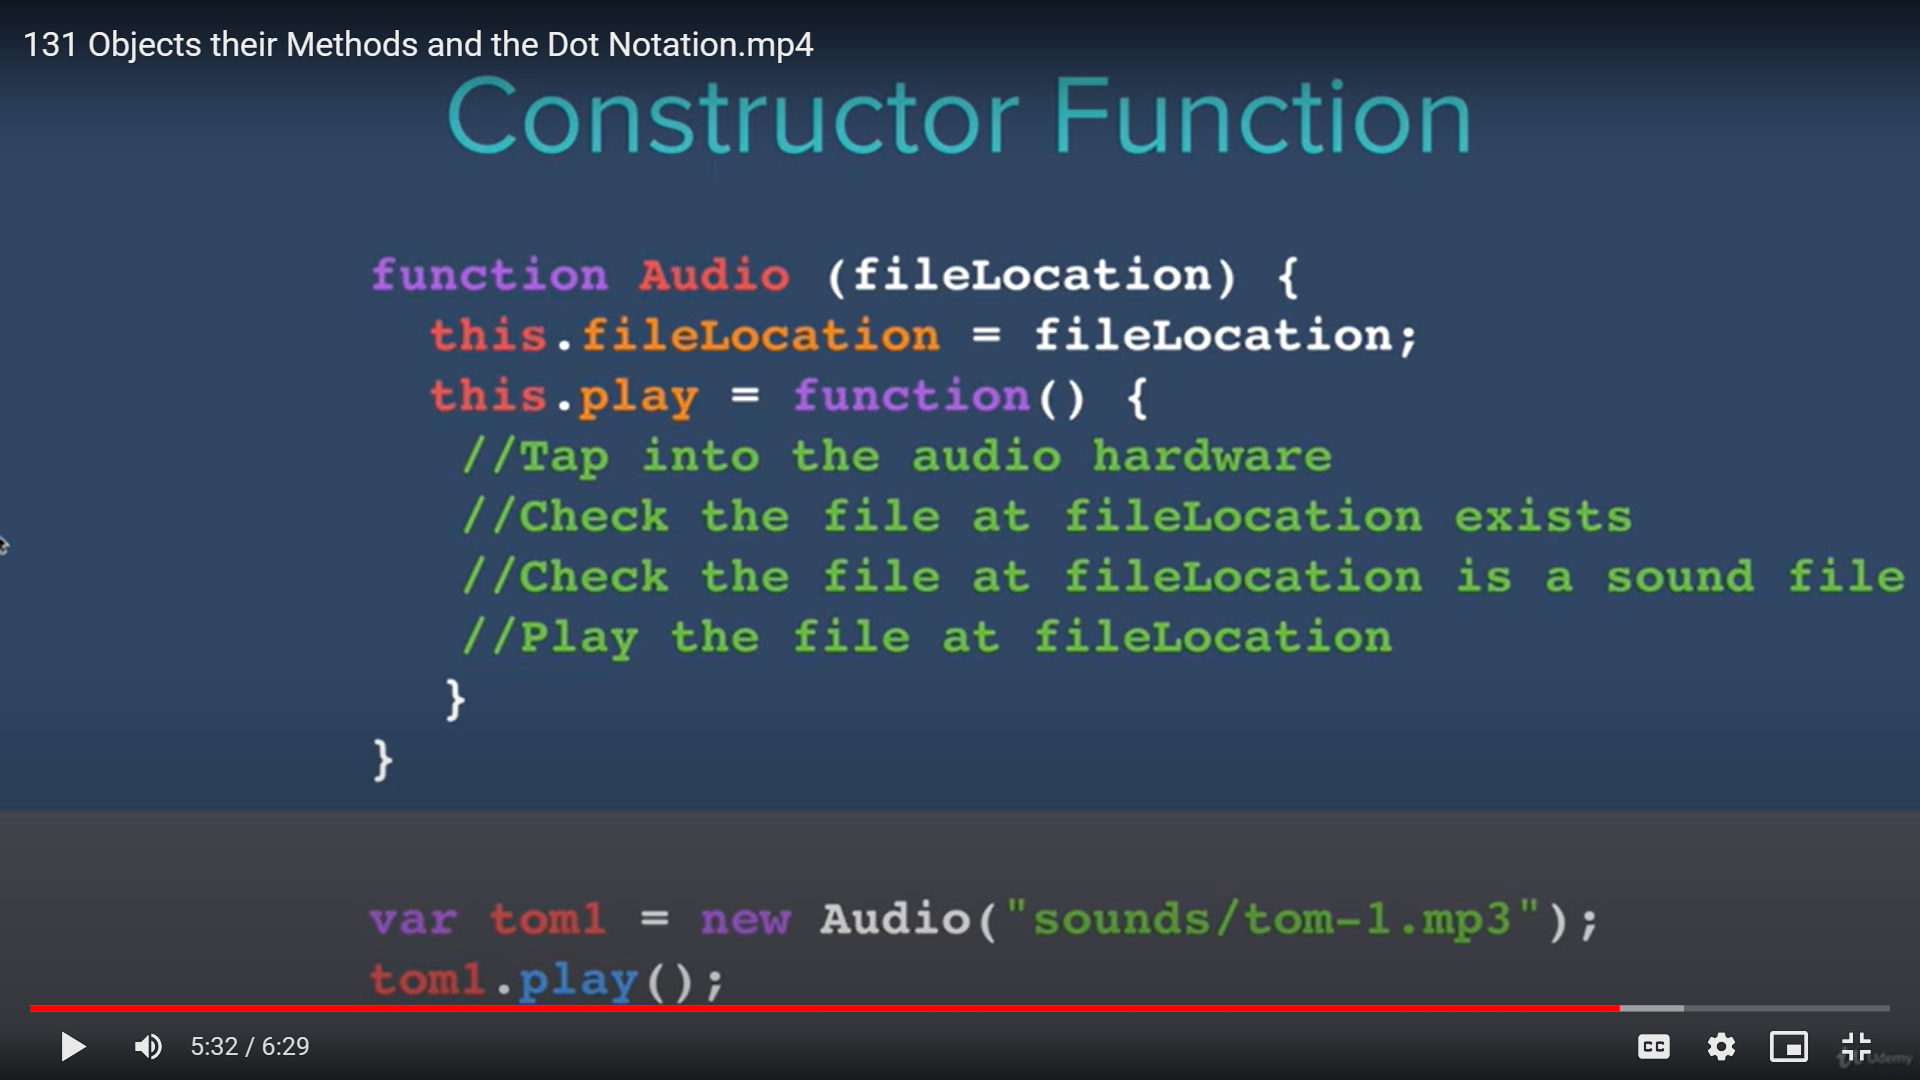 131 Objects their Methods and the Dot Notation.mp4
Constructor Function
function Audio (fileLocation) {
this.fileLocation = fileLocation;
this.play = function() {
//Tap into the audio hardware
//Check the file at fileLocation exists
//Check the file at fileLocation is a sound file
//Play the file at fileLocation
}
}
var tom1 = new Audio("sounds/tom-1.mp3");
tom1.play();
5:32 / 6:29
CC
Udemy